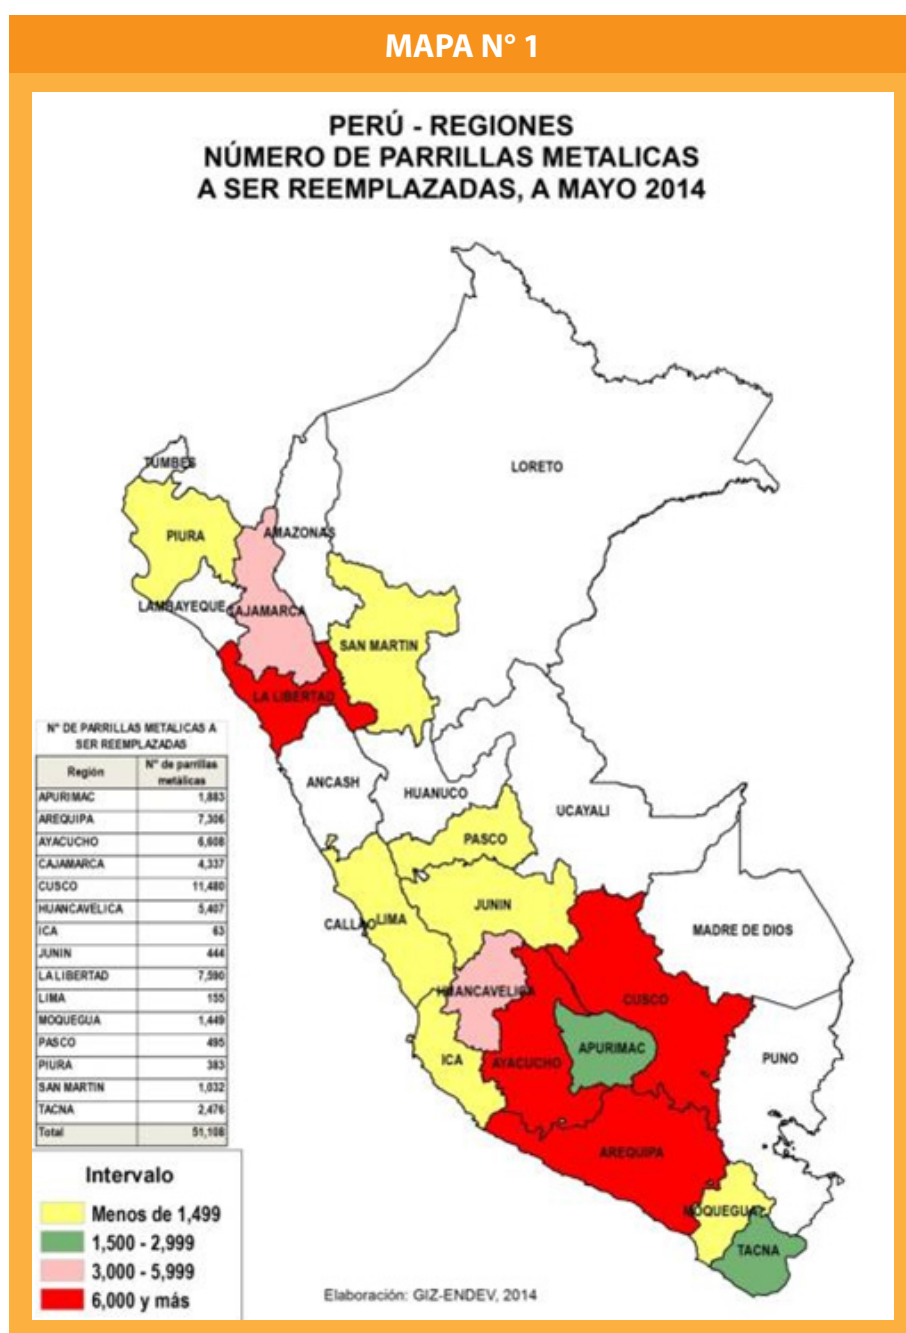 MAPA N° 1
PERÚ - REGIONES
NÚMERO DE PARRILLAS METALICAS
A SER REEMPLAZADAS, A MAYO 2014
LORETO
TUMBES
PIURA
AMAZONAS
LAMBAYEQUE
CAJAMARCA
SAN MARTIN
LA LIBERTAD
ANCASH
HUANUCO
UCAYALI
PASCO
JUNIN
CALLAO
LIMA
MADRE DE DIOS
HUANCAVELICA
CUSCO
ICA
AYACUCHO
APURIMAC
PUNO
AREQUIPA
MOQUEGUA
TACNA
N° DE PARRILLAS METALICAS A
SER REEMPLAZADAS
Región N° de parrillas
metálicas
APURIMAC 1,883
AREQUIPA 7,306
AYACUCHO 6,608
CAJAMARCA 4,337
CUSCO 11,480
HUANCAVELICA 5,407
ICA 63
JUNIN 444
LA LIBERTAD 7,590
LIMA 155
MOQUEGUA 1,449
PASCO 495
PIURA 383
SAN MARTIN 1,032
TACNA 2,476
Total 51,108
Intervalo
Menos de 1,499
1,500 - 2,999
3,000 - 5,999
6,000 y más
Elaboración: GIZ-ENDEV, 2014